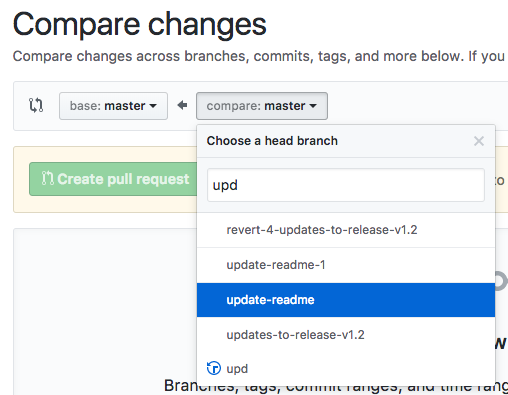 Compare changes
Compare changes across branches, commits, tags, and more below. If you
base: master
compare: master
Choose a head branch
Create pull request
upd
to
revert-4-updates-to-release-v1.2
update-readme-1
update-readme
updates-to-release-v1.2
upd
w
Branches, tags, commit ranges, and time rang